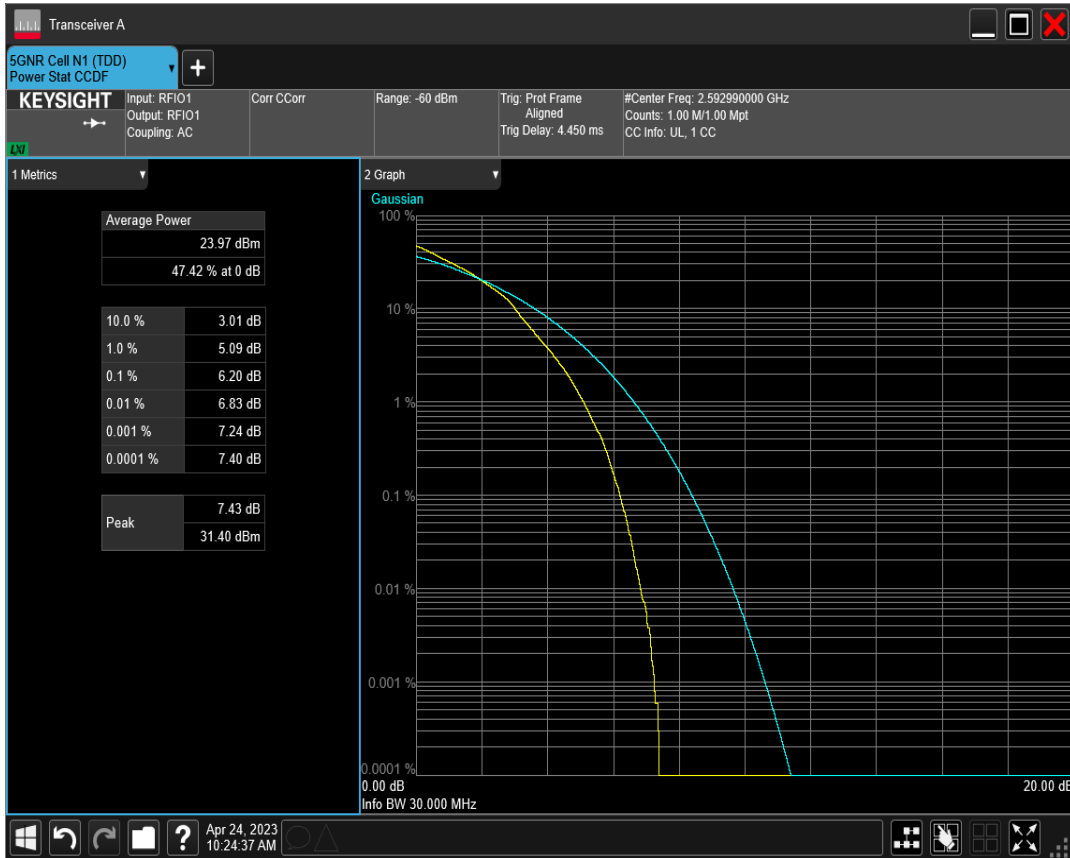 Transceiver A
5GNR Cell N1 (TDD)
Power Stat CCDF
+
KEYSIGHT
LXI
Input: RFIO1
Output: RFIO1
Coupling: AC
Corr CCorr
Range: -60 dBm
Trig: Prot Frame
Aligned
Trig Delay: 4.450 ms
#Center Freq: 2.592990000 GHz
Counts: 1.00 M/1.00 Mpt
CC Info: UL, 1 CC
1 Metrics
Average Power
23.97 dBm
47.42 % at 0 dB
10.0 % 3.01 dB
1.0 % 5.09 dB
0.1 % 6.20 dB
0.01 % 6.83 dB
0.001 % 7.24 dB
0.0001 % 7.40 dB
Peak
7.43 dB
31.40 dBm
2 Graph
Gaussian
100 %
10 %
1 %
0.1 %
0.01 %
0.001 %
0.0001 %
0.00 dB 20.00 dB
Info BW 30.000 MHz
?
Apr 24, 2023
10:24:37 AM